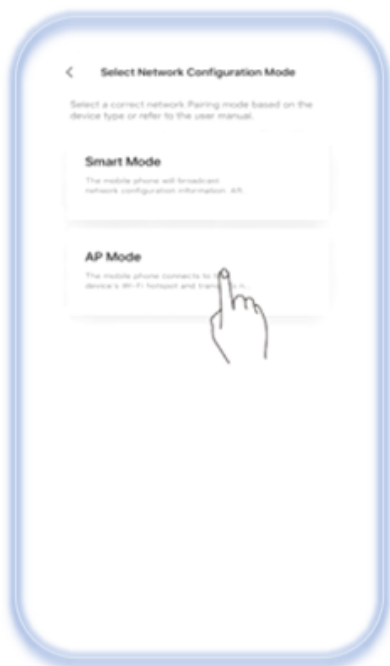 Select Network Configuration Mode
Select a correct network Pairing mode based on the
device type or refer to the user manual.
Smart Mode
The mobile phone will broadcast
network configuration information. Aft
AP Mode
The mobile phone connects to
device's Wi-Fi hotspot and